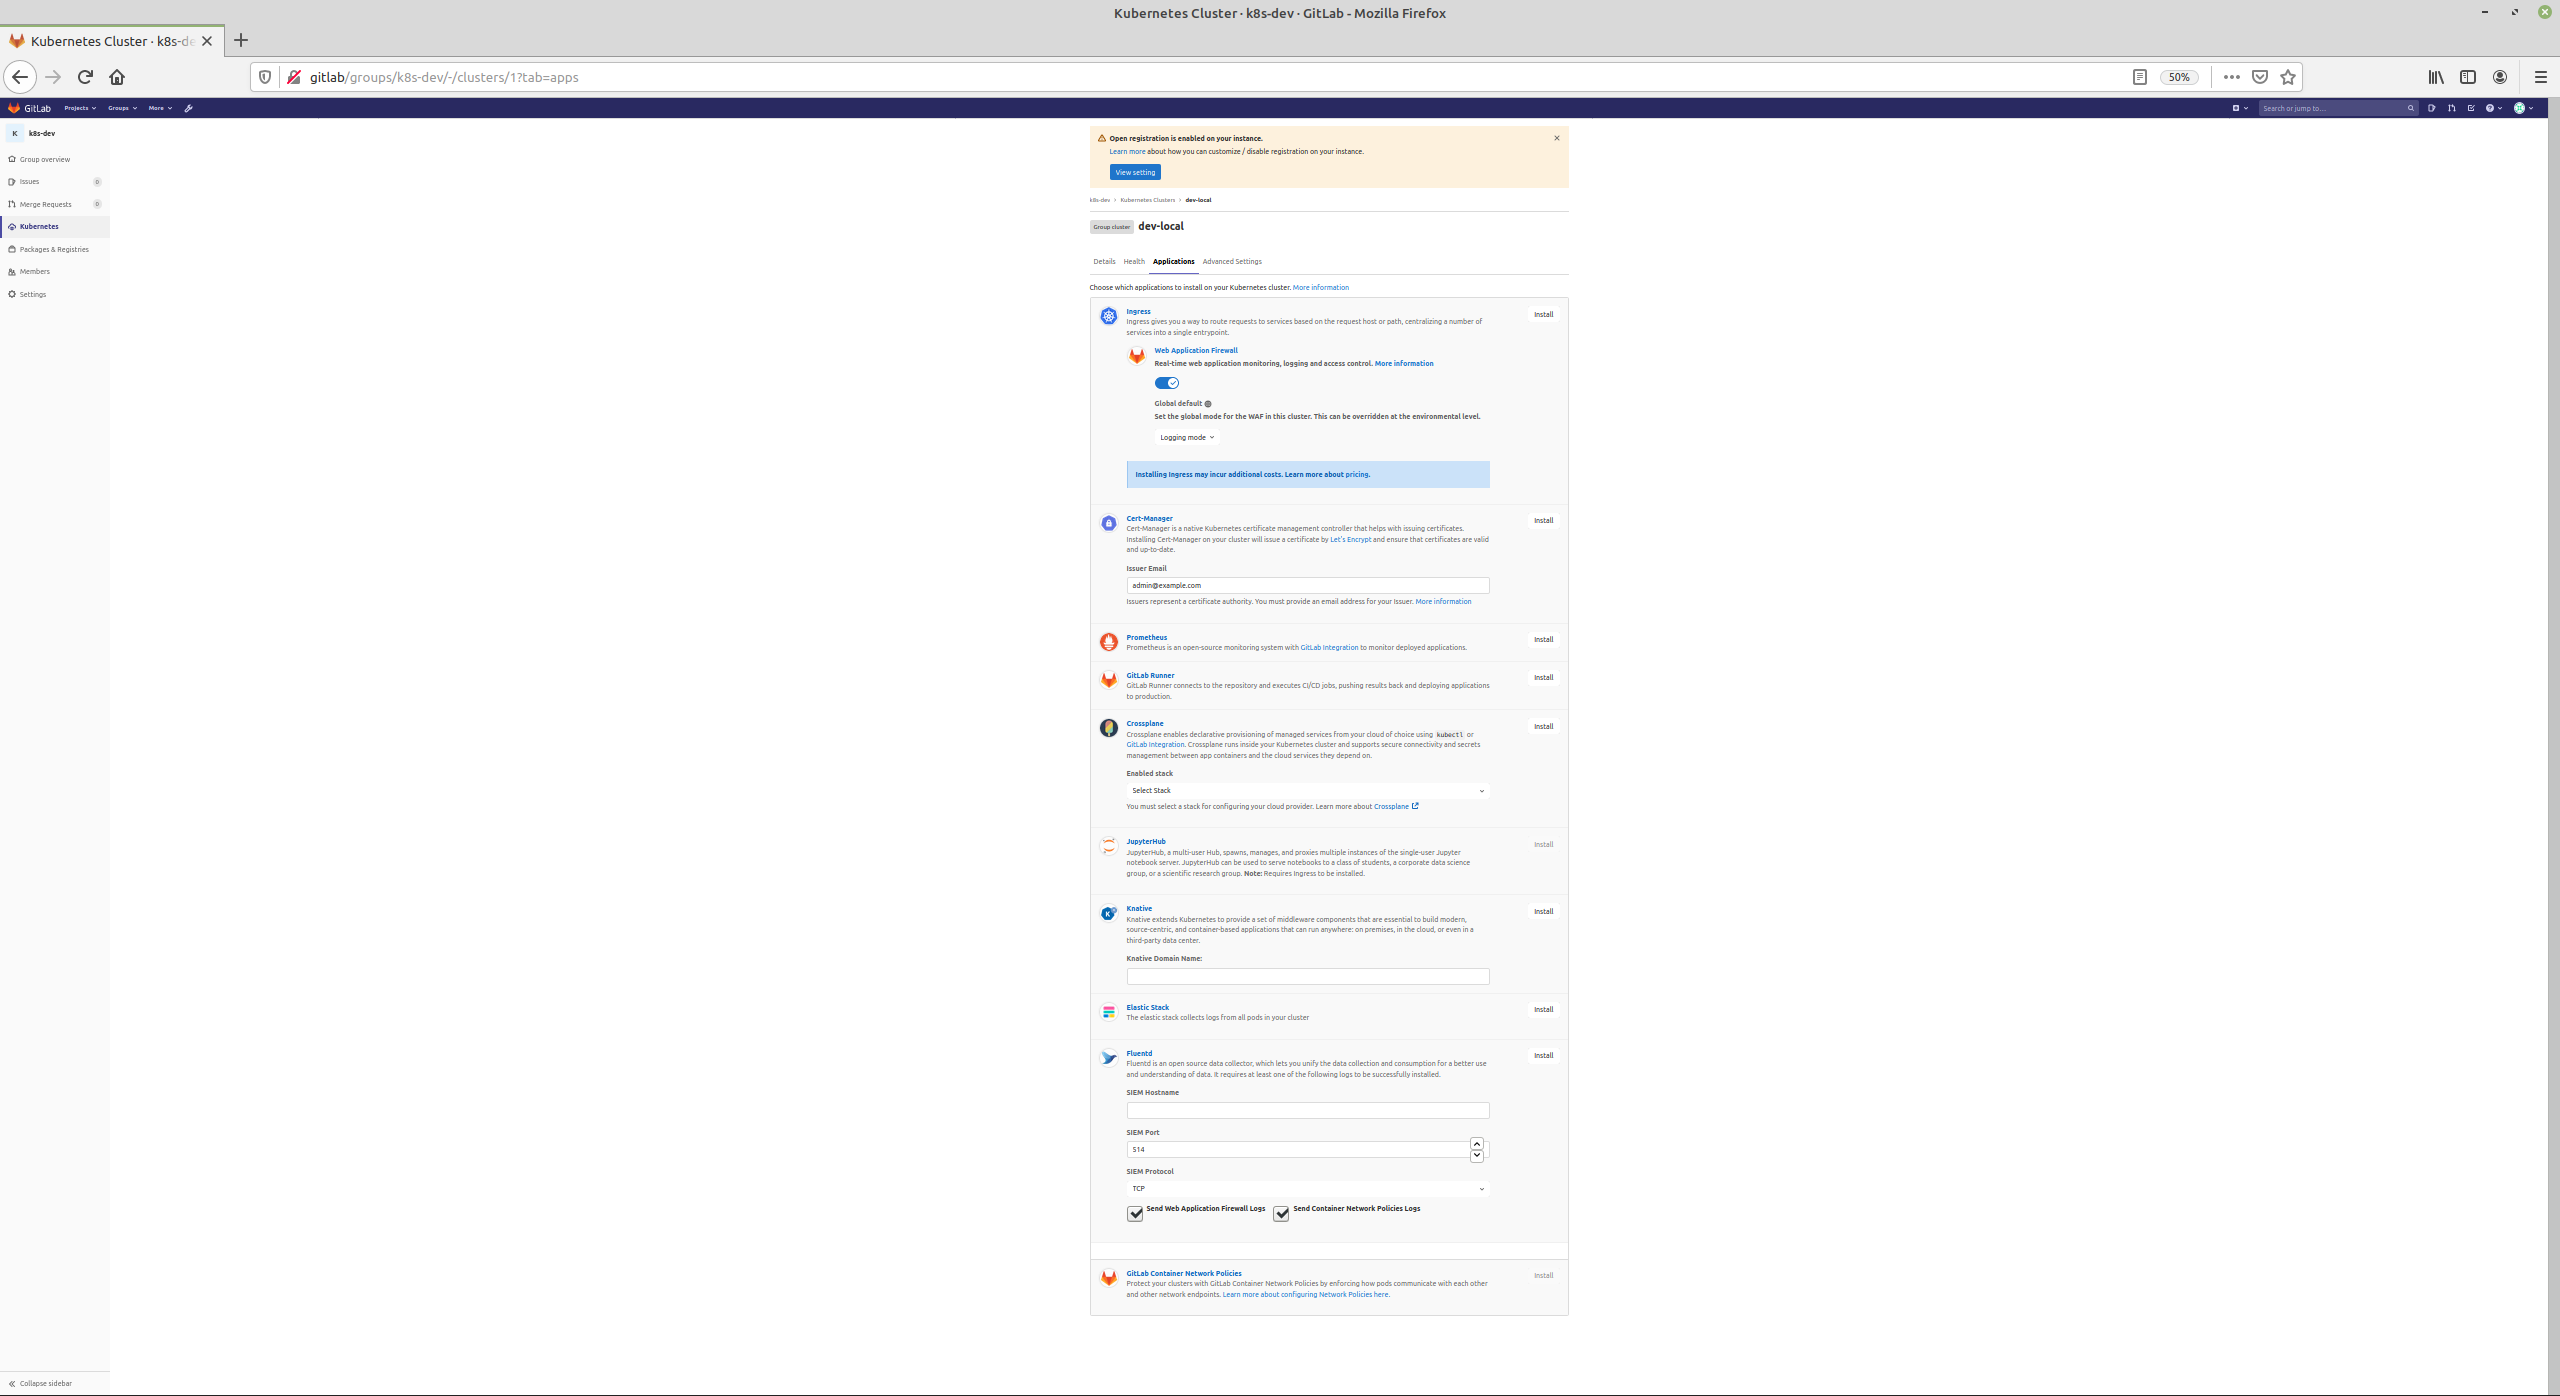 Kubernetes Cluster · k8s-dev · GitLab - Mozilla Firefox
Kubernetes Cluster · k8s-de
gitlab/groups/k8s-dev/-/clusters/1?tab=apps
50%
GitLab
Projects
Groups
More
Search or jump to...
K
k8s-dev
Group overview
Issues
0
Merge Requests
0
Kubernetes
Packages & Registries
Members
Settings
Collapse sidebar
Open registration is enabled on your instance.
Learn more about how you can customize / disable registration on your instance.
View setting
k8s-dev › Kubernetes Clusters › dev-local
Group cluster dev-local
Details Health Applications Advanced Settings
Choose which applications to install on your Kubernetes cluster. More information
Ingress
Install
Ingress gives you a way to route requests to services based on the request host or path, centralizing a number of
services into a single entrypoint.
Web Application Firewall
Real-time web application monitoring, logging and access control. More information
Global default
Set the global mode for the WAF in this cluster. This can be overridden at the environmental level.
Logging mode
Installing Ingress may incur additional costs. Learn more about pricing.
Cert-Manager
Install
Cert-Manager is a native Kubernetes certificate management controller that helps with issuing certificates.
Installing Cert-Manager on your cluster will issue a certificate by Let's Encrypt and ensure that certificates are valid
and up-to-date.
Issuer Email
admin@example.com
Issuers represent a certificate authority. You must provide an email address for your Issuer. More information
Prometheus
Install
Prometheus is an open-source monitoring system with GitLab Integration to monitor deployed applications.
GitLab Runner
Install
GitLab Runner connects to the repository and executes CI/CD jobs, pushing results back and deploying applications
to production.
Crossplane
Install
Crossplane enables declarative provisioning of managed services from your cloud of choice using kubectl or
GitLab Integration. Crossplane runs inside your Kubernetes cluster and supports secure connectivity and secrets
management between app containers and the cloud services they depend on.
Enabled stack
Select Stack
You must select a stack for configuring your cloud provider. Learn more about Crossplane
JupyterHub
Install
JupyterHub, a multi-user Hub, spawns, manages, and proxies multiple instances of the single-user Jupyter
notebook server. JupyterHub can be used to serve notebooks to a class of students, a corporate data science
group, or a scientific research group. Note: Requires Ingress to be installed.
Knative
Install
Knative extends Kubernetes to provide a set of middleware components that are essential to build modern,
source-centric, and container-based applications that can run anywhere: on premises, in the cloud, or even in a
third-party data center.
Knative Domain Name:
Elastic Stack
Install
The elastic stack collects logs from all pods in your cluster
Fluentd
Install
Fluentd is an open source data collector, which lets you unify the data collection and consumption for a better use
and understanding of data. It requires at least one of the following logs to be successfully installed.
SIEM Hostname
SIEM Port
514
SIEM Protocol
TCP
Send Web Application Firewall Logs Send Container Network Policies Logs
GitLab Container Network Policies
Install
Protect your clusters with GitLab Container Network Policies by enforcing how pods communicate with each other
and other network endpoints. Learn more about configuring Network Policies here.